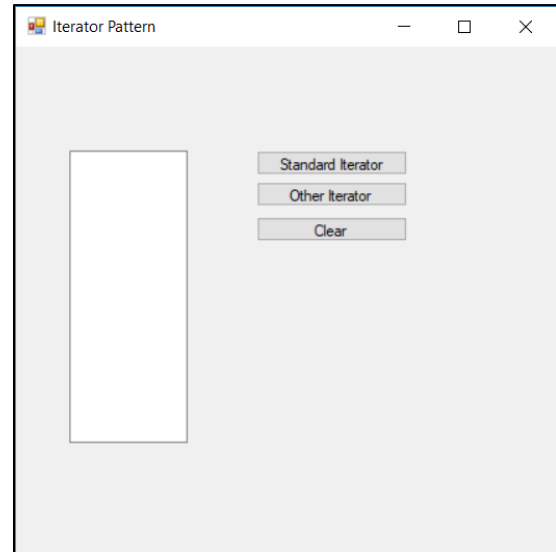 Iterator Pattern
Standard Iterator
Other Iterator
Clear